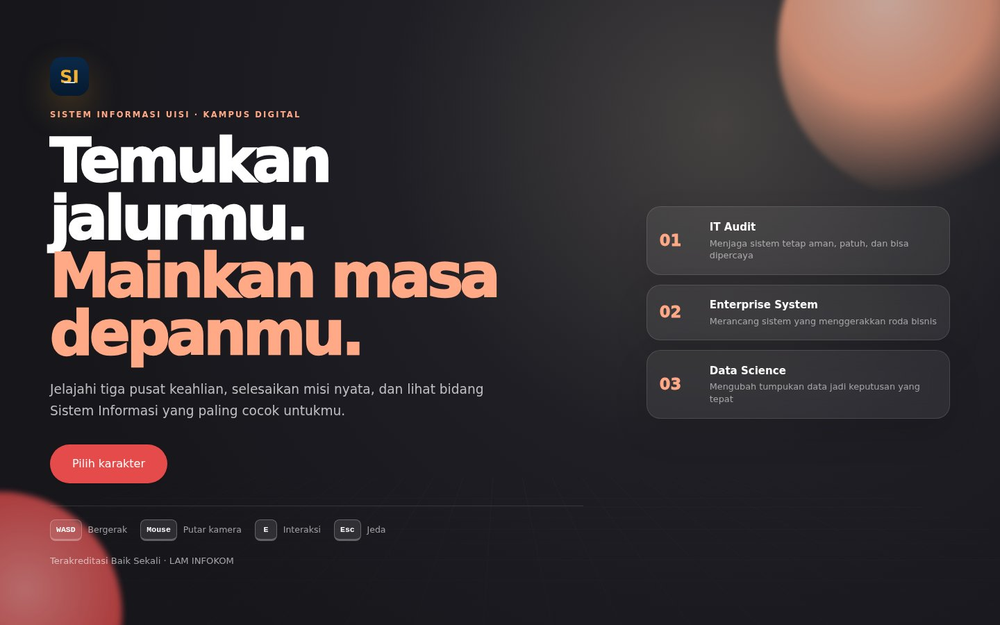 SI
SISTEM INFORMASI UISI · KAMPUS DIGITAL
Temukan
jalurmu.
Mainkan masa
depanmu.
Jelajahi tiga pusat keahlian, selesaikan misi nyata, dan lihat bidang
Sistem Informasi yang paling cocok untukmu.
Pilih karakter
WASD Bergerak Mouse Putar kamera E Interaksi Esc Jeda
Terakreditasi Baik Sekali · LAM INFOKOM
01
IT Audit
Menjaga sistem tetap aman, patuh, dan bisa
dipercaya
02
Enterprise System
Merancang sistem yang menggerakkan roda bisnis
03
Data Science
Mengubah tumpukan data jadi keputusan yang
tepat